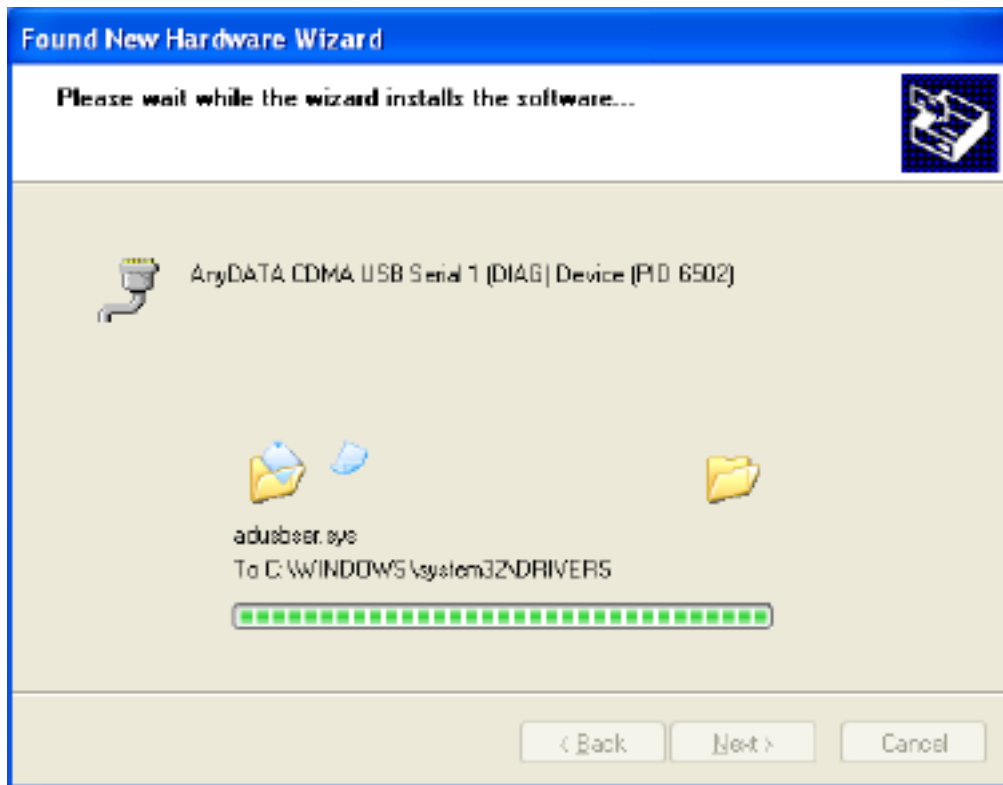 Found New Hardware Wizard
Please wait while the wizard installs the software...
AnyDATA CDMA USB Serial 1 (DIAG) Device (PID 6502)
adusbser.sys
To C:\WINDOWS\system32\DRIVERS
< Back
Next >
Cancel